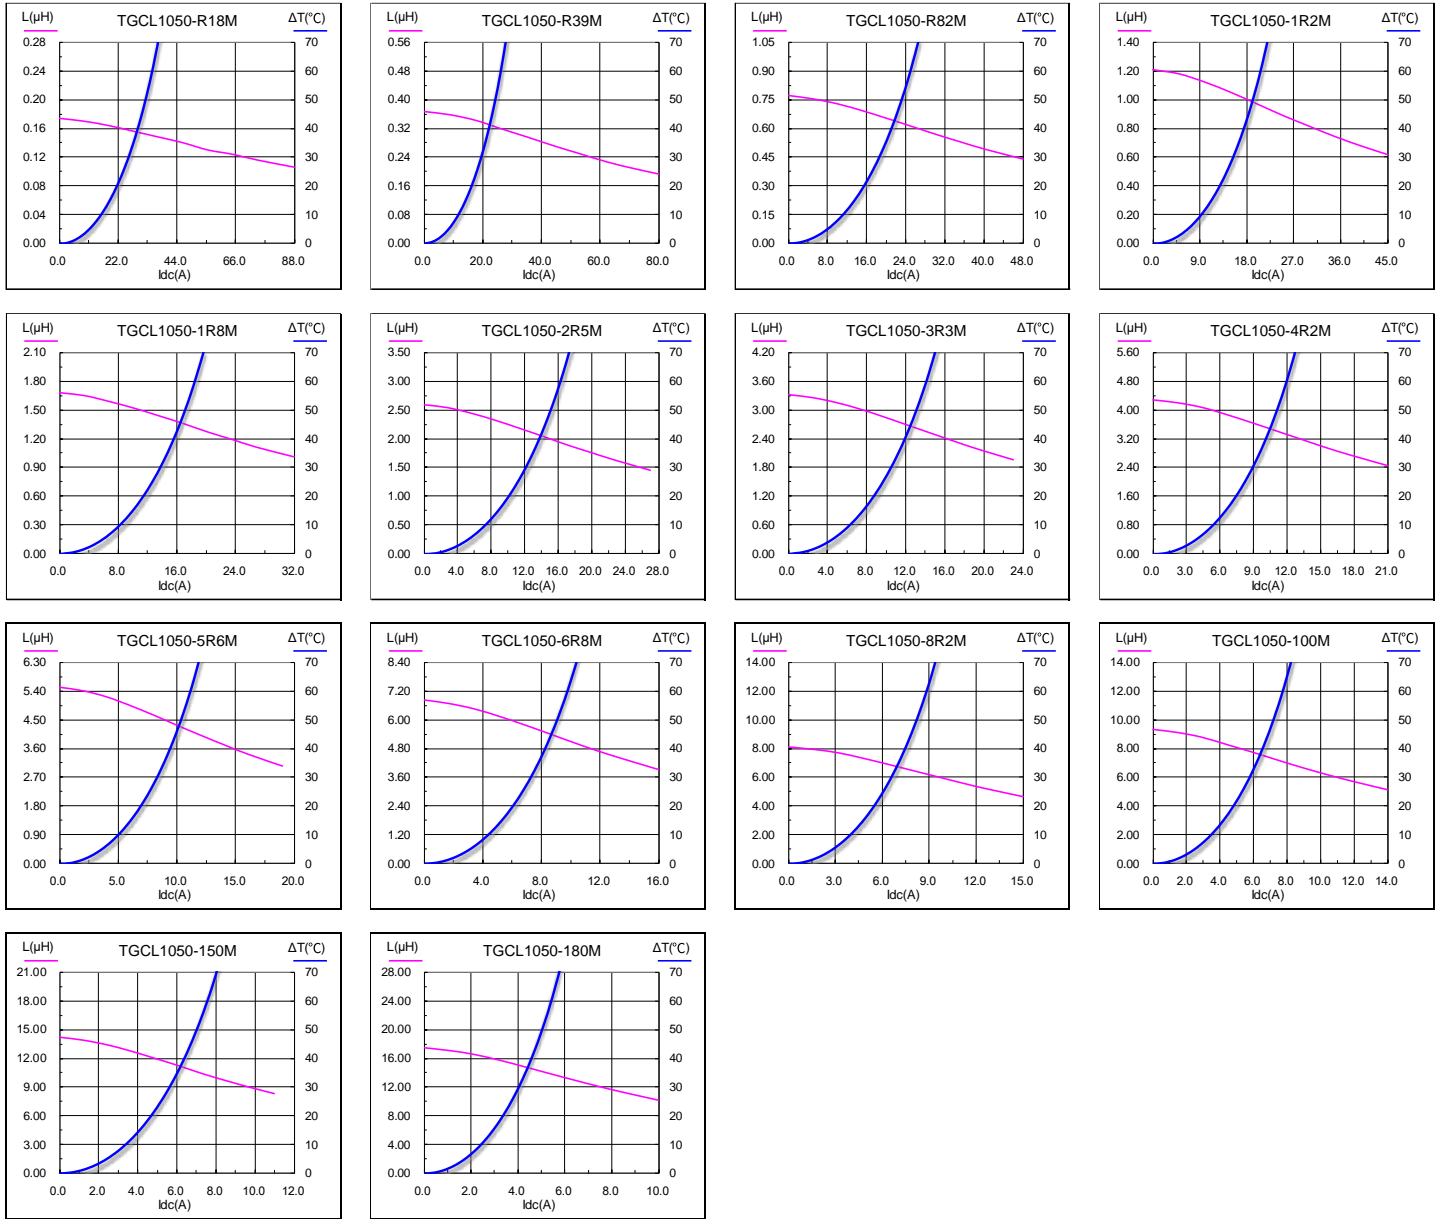 L(μH) TGCL1050-R18M ΔT(°C)
0.28 70
0.24 60
0.20 50
0.16 40
0.12 30
0.08 20
0.04 10
0.00 0
0.0 22.0 44.0 66.0 88.0
Idc(A)
L(μH) TGCL1050-R39M ΔT(°C)
0.56 70
0.48 60
0.40 50
0.32 40
0.24 30
0.16 20
0.08 10
0.00 0
0.0 20.0 40.0 60.0 80.0
Idc(A)
L(μH) TGCL1050-R82M ΔT(°C)
1.05 70
0.90 60
0.75 50
0.60 40
0.45 30
0.30 20
0.15 10
0.00 0
0.0 8.0 16.0 24.0 32.0 40.0 48.0
Idc(A)
L(μH) TGCL1050-1R2M ΔT(°C)
1.40 70
1.20 60
1.00 50
0.80 40
0.60 30
0.40 20
0.20 10
0.00 0
0.0 9.0 18.0 27.0 36.0 45.0
Idc(A)
L(μH) TGCL1050-1R8M ΔT(°C)
2.10 70
1.80 60
1.50 50
1.20 40
0.90 30
0.60 20
0.30 10
0.00 0
0.0 8.0 16.0 24.0 32.0
Idc(A)
L(μH) TGCL1050-2R5M ΔT(°C)
3.50 70
3.00 60
2.50 50
2.00 40
1.50 30
1.00 20
0.50 10
0.00 0
0.0 4.0 8.0 12.0 16.0 20.0 24.0 28.0
Idc(A)
L(μH) TGCL1050-3R3M ΔT(°C)
4.20 70
3.60 60
3.00 50
2.40 40
1.80 30
1.20 20
0.60 10
0.00 0
0.0 4.0 8.0 12.0 16.0 20.0 24.0
Idc(A)
L(μH) TGCL1050-4R2M ΔT(°C)
5.60 70
4.80 60
4.00 50
3.20 40
2.40 30
1.60 20
0.80 10
0.00 0
0.0 3.0 6.0 9.0 12.0 15.0 18.0 21.0
Idc(A)
L(μH) TGCL1050-5R6M ΔT(°C)
6.30 70
5.40 60
4.50 50
3.60 40
2.70 30
1.80 20
0.90 10
0.00 0
0.0 5.0 10.0 15.0 20.0
Idc(A)
L(μH) TGCL1050-6R8M ΔT(°C)
8.40 70
7.20 60
6.00 50
4.80 40
3.60 30
2.40 20
1.20 10
0.00 0
0.0 4.0 8.0 12.0 16.0
Idc(A)
L(μH) TGCL1050-8R2M ΔT(°C)
14.00 70
12.00 60
10.00 50
8.00 40
6.00 30
4.00 20
2.00 10
0.00 0
0.0 3.0 6.0 9.0 12.0 15.0
Idc(A)
L(μH) TGCL1050-100M ΔT(°C)
14.00 70
12.00 60
10.00 50
8.00 40
6.00 30
4.00 20
2.00 10
0.00 0
0.0 2.0 4.0 6.0 8.0 10.0 12.0 14.0
Idc(A)
L(μH) TGCL1050-150M ΔT(°C)
21.00 70
18.00 60
15.00 50
12.00 40
9.00 30
6.00 20
3.00 10
0.00 0
0.0 2.0 4.0 6.0 8.0 10.0 12.0
Idc(A)
L(μH) TGCL1050-180M ΔT(°C)
28.00 70
24.00 60
20.00 50
16.00 40
12.00 30
8.00 20
4.00 10
0.00 0
0.0 2.0 4.0 6.0 8.0 10.0
Idc(A)